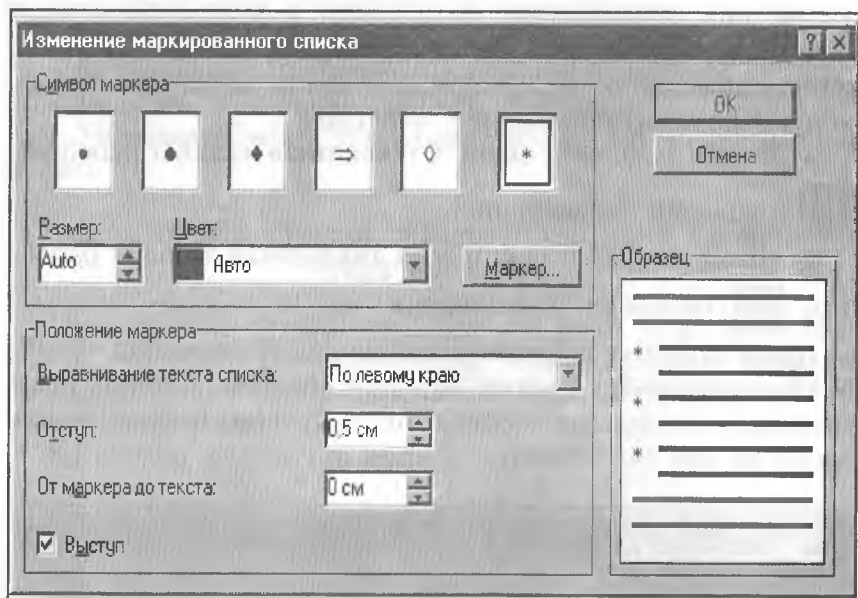 Изменение маркированного списка
Символ маркера
OK
Отмена
Размер:
Цвет:
Auto
Авто
Маркер...
Образец
Положение маркера
Выравнивание текста списка:
По левому краю
Отступ:
0,5 см
От маркера до текста:
0 см
Выступ